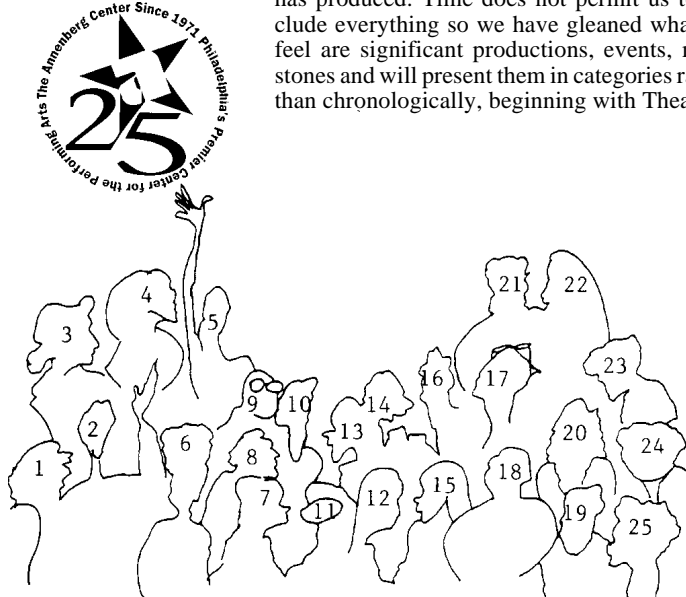 has produced. Time does not permit us t
clude everything so we have gleaned wha
feel are significant productions, events, 
stones and will present them in categories r
than chronologically, beginning with Thea
The Annenberg Center Since 1971 Philadelphia's Premier Center for the Performing Arts
25
21 22
4
5
3
23
16 17
9 10 14
2
13
6 8 20 24
1
7 12 15 18
11 19
25